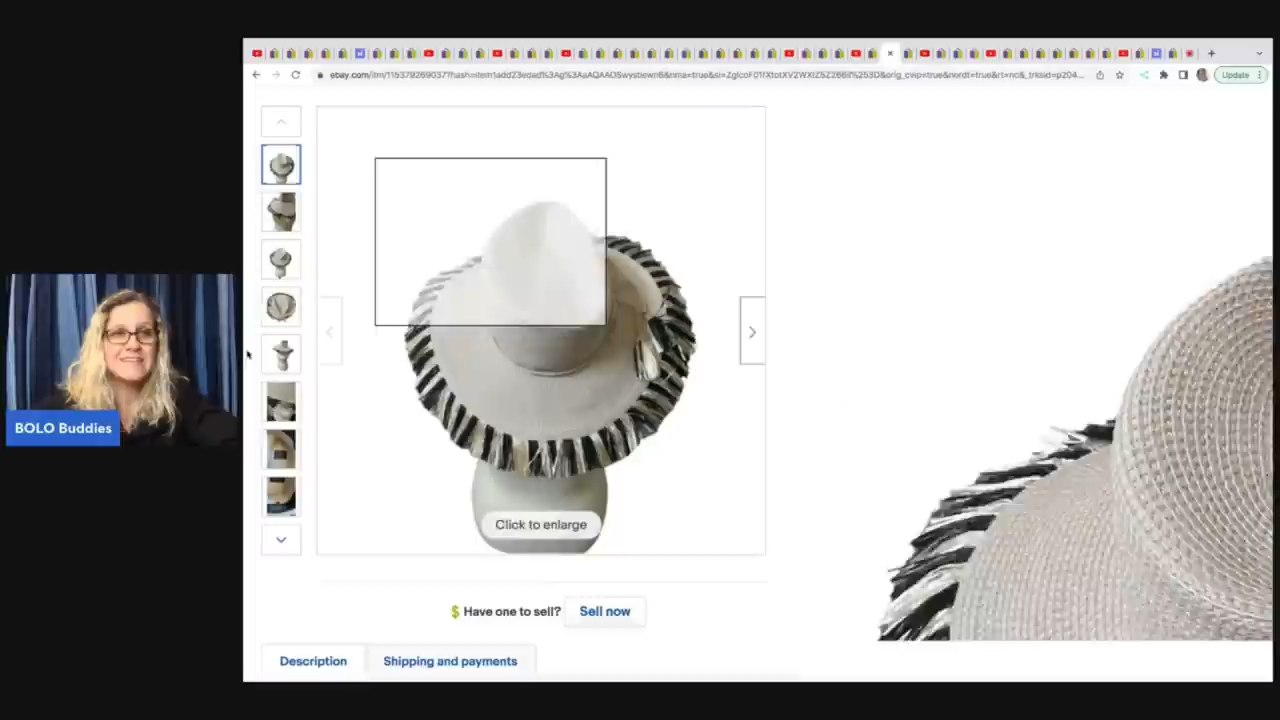 Update
BOLO Buddies
Click to enlarge
Have one to sell? Sell now
Description
Shipping and payments